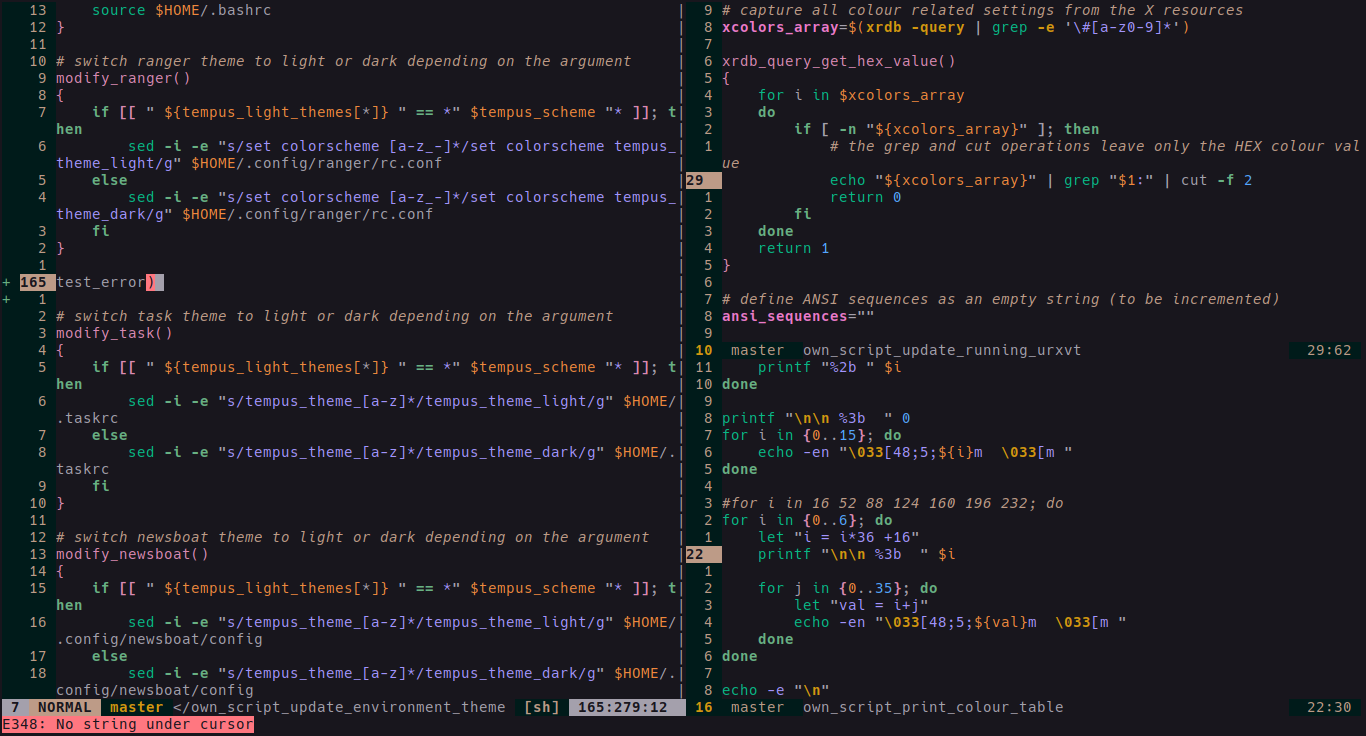 13     source $HOME/.bashrc
12 }
11
10 # switch ranger theme to light or dark depending on the argument
9 modify_ranger()
8 {
7     if [[ " ${tempus_light_themes[*]} " == *" $tempus_scheme "* ]]; t
hen
6         sed -i -e "s/set colorscheme [a-z_-]*/set colorscheme tempus_
theme_light/g" $HOME/.config/ranger/rc.conf
5     else
4         sed -i -e "s/set colorscheme [a-z_-]*/set colorscheme tempus_
theme_dark/g" $HOME/.config/ranger/rc.conf
3     fi
2 }
1
+ 165 test_error)
+ 1
2 # switch task theme to light or dark depending on the argument
3 modify_task()
4 {
5     if [[ " ${tempus_light_themes[*]} " == *" $tempus_scheme "* ]]; t
hen
6         sed -i -e "s/tempus_theme_[a-z]*/tempus_theme_light/g" $HOME/
.taskrc
7     else
8         sed -i -e "s/tempus_theme_[a-z]*/tempus_theme_dark/g" $HOME/.
taskrc
9     fi
10 }
11
12 # switch newsboat theme to light or dark depending on the argument
13 modify_newsboat()
14 {
15     if [[ " ${tempus_light_themes[*]} " == *" $tempus_scheme "* ]]; t
hen
16         sed -i -e "s/tempus_theme_[a-z]*/tempus_theme_light/g" $HOME/
.config/newsboat/config
17     else
18         sed -i -e "s/tempus_theme_[a-z]*/tempus_theme_dark/g" $HOME/.
config/newsboat/config
7 NORMAL master </own_script_update_environment_theme [sh] 165:279:12
E348: No string under cursor
9 # capture all colour related settings from the X resources
8 xcolors_array=$(xrdb -query | grep -e '\#[a-z0-9]*')
7
6 xrdb_query_get_hex_value()
5 {
4     for i in $xcolors_array
3     do
2         if [ -n "${xcolors_array}" ]; then
1             # the grep and cut operations leave only the HEX colour val
ue
29             echo "${xcolors_array}" | grep "$1:" | cut -f 2
1             return 0
2         fi
3     done
4     return 1
5 }
6
7 # define ANSI sequences as an empty string (to be incremented)
8 ansi_sequences=""
9
10 master own_script_update_running_urxvt 29:62
11     printf "%2b " $i
10 done
9
8 printf "\n\n %3b  " 0
7 for i in {0..15}; do
6     echo -en "\033[48;5;${i}m  \033[m "
5 done
4
3 #for i in 16 52 88 124 160 196 232; do
2 for i in {0..6}; do
1     let "i = i*36 +16"
22     printf "\n\n %3b  " $i
1
2     for j in {0..35}; do
3         let "val = i+j"
4         echo -en "\033[48;5;${val}m  \033[m "
5     done
6 done
7
8 echo -e "\n"
16 master own_script_print_colour_table 22:30